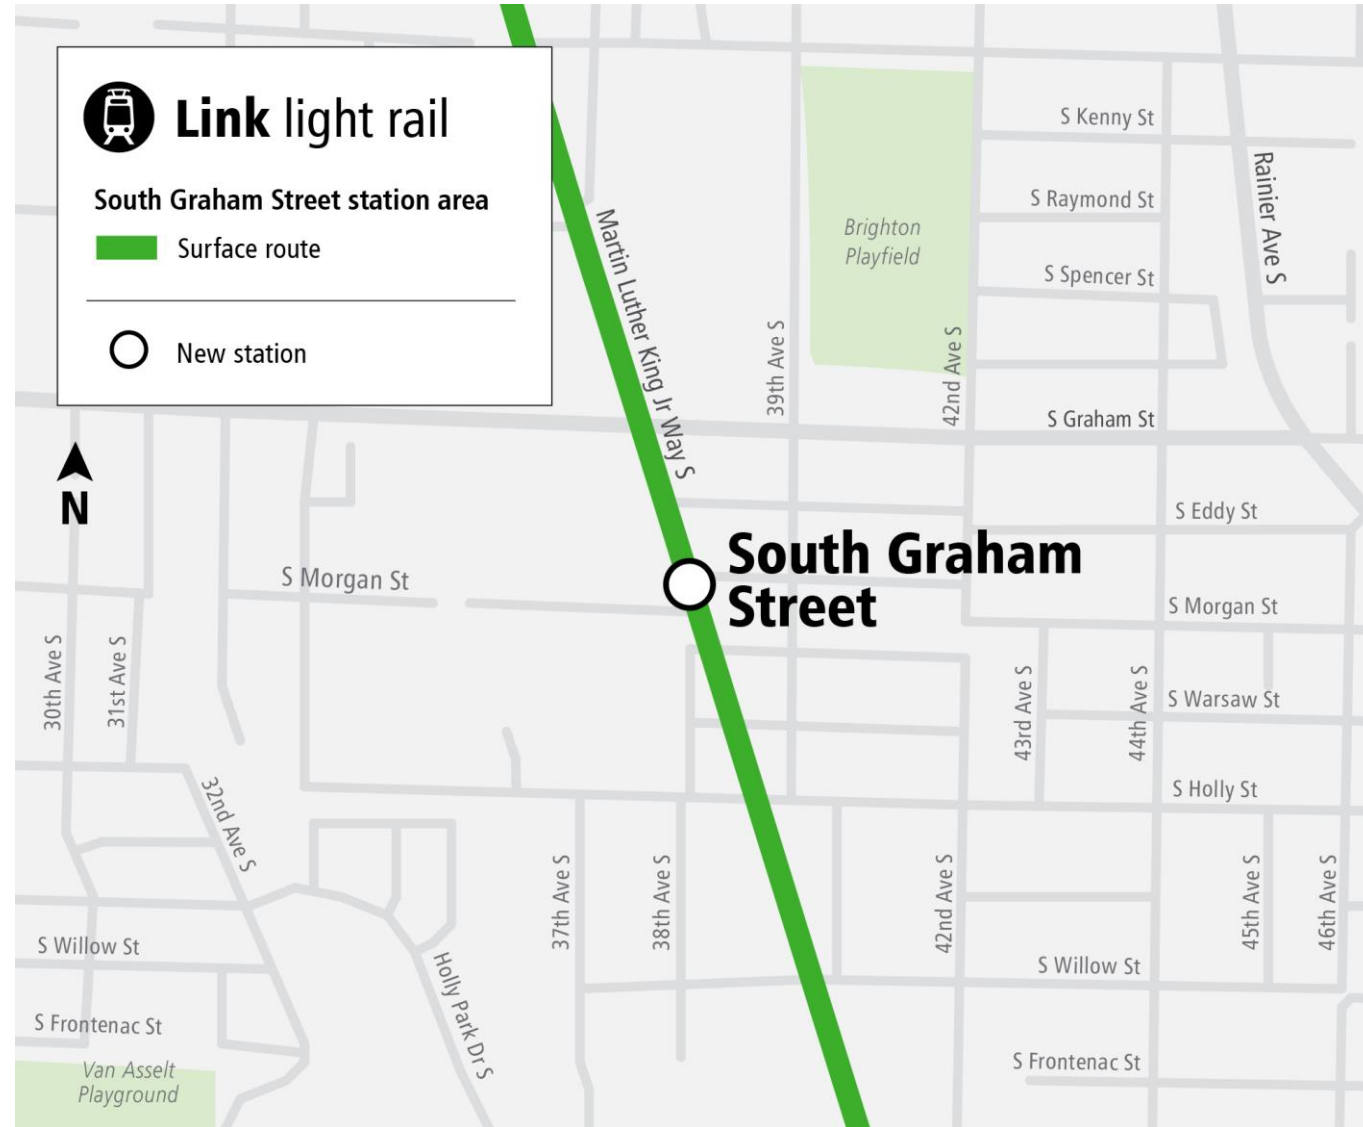 Link light rail
South Graham Street station area
Surface route
New station
N
Martin Luther King Jr Way S
Brighton
Playfield
39th Ave S
42nd Ave S
S Kenny St
S Raymond St
S Spencer St
S Graham St
Rainier Ave S
S Eddy St
South Graham
Street
S Morgan St
S Morgan St
30th Ave S
31st Ave S
32nd Ave S
43rd Ave S
44th Ave S
S Warsaw St
S Holly St
37th Ave S
38th Ave S
42nd Ave S
45th Ave S
46th Ave S
S Willow St
Holly Park Dr S
S Willow St
S Frontenac St
S Frontenac St
Van Asselt
Playground